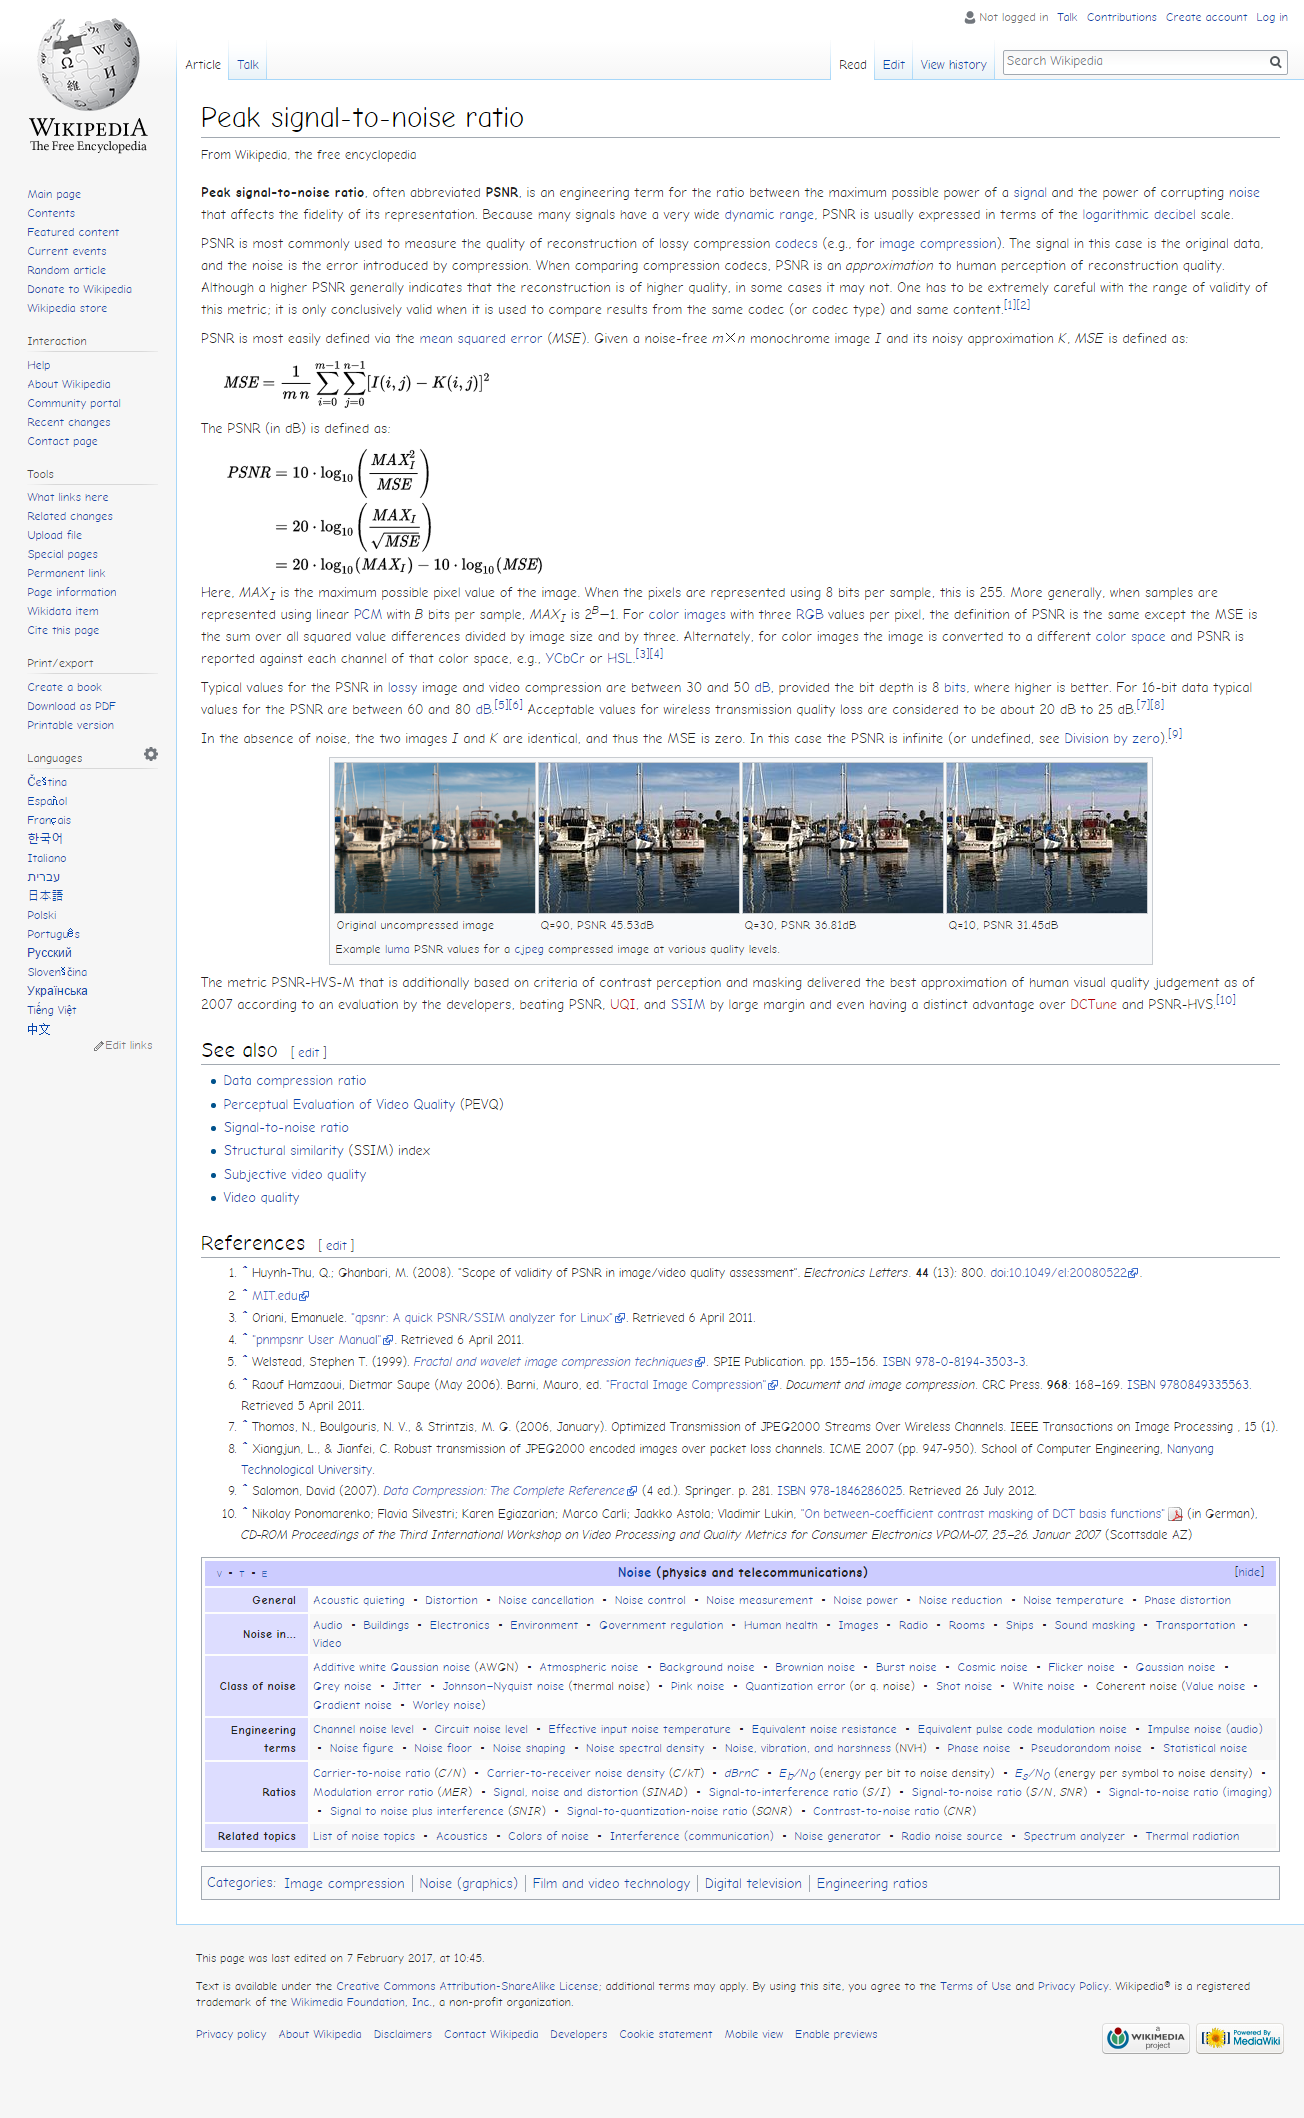 Not logged in Talk Contributions Create account Log in
Article Talk Read Edit View history Search Wikipedia
WIKIPEDIA
The Free Encyclopedia
Main page
Contents
Featured content
Current events
Random article
Donate to Wikipedia
Wikipedia store
Interaction
Help
About Wikipedia
Community portal
Recent changes
Contact page
Tools
What links here
Related changes
Upload file
Special pages
Permanent link
Page information
Wikidata item
Cite this page
Print/export
Create a book
Download as PDF
Printable version
Languages
Čeština
Español
Français
한국어
Italiano
עברית
日本語
Polski
Português
Русский
Slovenščina
Українська
Tiếng Việt
中文
Edit links
Peak signal-to-noise ratio
From Wikipedia, the free encyclopedia
Peak signal-to-noise ratio, often abbreviated PSNR, is an engineering term for the ratio between the maximum possible power of a signal and the power of corrupting noise
that affects the fidelity of its representation. Because many signals have a very wide dynamic range, PSNR is usually expressed in terms of the logarithmic decibel scale.
PSNR is most commonly used to measure the quality of reconstruction of lossy compression codecs (e.g., for image compression). The signal in this case is the original data,
and the noise is the error introduced by compression. When comparing compression codecs, PSNR is an approximation to human perception of reconstruction quality.
Although a higher PSNR generally indicates that the reconstruction is of higher quality, in some cases it may not. One has to be extremely careful with the range of validity of
this metric; it is only conclusively valid when it is used to compare results from the same codec (or codec type) and same content.[1][2]
PSNR is most easily defined via the mean squared error (MSE). Given a noise-free m×n monochrome image I and its noisy approximation K, MSE is defined as:
MSE = \frac{1}{m n} \sum_{i=0}^{m-1} \sum_{j=0}^{n-1} [I(i, j) − K(i, j)]^2
The PSNR (in dB) is defined as:
PSNR = 10 · log_{10} (\frac{MAX_I^2}{MSE})
= 20 · log_{10} (\frac{MAX_I}{\sqrt{MSE}})
= 20 · log_{10}(MAX_I) − 10 · log_{10}(MSE)
Here, MAX_I is the maximum possible pixel value of the image. When the pixels are represented using 8 bits per sample, this is 255. More generally, when samples are
represented using linear PCM with B bits per sample, MAX_I is 2^B−1. For color images with three RGB values per pixel, the definition of PSNR is the same except the MSE is
the sum over all squared value differences divided by image size and by three. Alternately, for color images the image is converted to a different color space and PSNR is
reported against each channel of that color space, e.g., YCbCr or HSL.[3][4]
Typical values for the PSNR in lossy image and video compression are between 30 and 50 dB, provided the bit depth is 8 bits, where higher is better. For 16-bit data typical
values for the PSNR are between 60 and 80 dB.[5][6] Acceptable values for wireless transmission quality loss are considered to be about 20 dB to 25 dB.[7][8]
In the absence of noise, the two images I and K are identical, and thus the MSE is zero. In this case the PSNR is infinite (or undefined, see Division by zero).[9]
Original uncompressed image
Q=90, PSNR 45.53dB
Q=30, PSNR 36.81dB
Q=10, PSNR 31.45dB
Example luma PSNR values for a cjpeg compressed image at various quality levels.
The metric PSNR-HVS-M that is additionally based on criteria of contrast perception and masking delivered the best approximation of human visual quality judgement as of
2007 according to an evaluation by the developers, beating PSNR, UQI, and SSIM by large margin and even having a distinct advantage over DCTune and PSNR-HVS.[10]
See also [ edit ]
• Data compression ratio
• Perceptual Evaluation of Video Quality (PEVQ)
• Signal-to-noise ratio
• Structural similarity (SSIM) index
• Subjective video quality
• Video quality
References [ edit ]
1. ^ Huynh-Thu, Q.; Ghanbari, M. (2008). "Scope of validity of PSNR in image/video quality assessment". Electronics Letters. 44 (13): 800. doi:10.1049/el:20080522.
2. ^ MIT.edu
3. ^ Oriani, Emanuele. "qpsnr: A quick PSNR/SSIM analyzer for Linux". Retrieved 6 April 2011.
4. ^ "pnmpsnr User Manual". Retrieved 6 April 2011.
5. ^ Welstead, Stephen T. (1999). Fractal and wavelet image compression techniques. SPIE Publication. pp. 155–156. ISBN 978-0-8194-3503-3.
6. ^ Raouf Hamzaoui, Dietmar Saupe (May 2006). Barni, Mauro, ed. "Fractal Image Compression". Document and image compression. CRC Press. 968: 168–169. ISBN 9780849335563.
Retrieved 5 April 2011.
7. ^ Thomos, N., Boulgouris, N. V., & Strintzis, M. G. (2006, January). Optimized Transmission of JPEG2000 Streams Over Wireless Channels. IEEE Transactions on Image Processing , 15 (1).
8. ^ Xiangjun, L., & Jianfei, C. Robust transmission of JPEG2000 encoded images over packet loss channels. ICME 2007 (pp. 947-950). School of Computer Engineering, Nanyang
Technological University.
9. ^ Salomon, David (2007). Data Compression: The Complete Reference (4 ed.). Springer. p. 281. ISBN 978-1846286025. Retrieved 26 July 2012.
10. ^ Nikolay Ponomarenko; Flavia Silvestri; Karen Egiazarian; Marco Carli; Jaakko Astola; Vladimir Lukin, "On between-coefficient contrast masking of DCT basis functions" (in German),
CD-ROM Proceedings of the Third International Workshop on Video Processing and Quality Metrics for Consumer Electronics VPQM-07, 25.–26. Januar 2007 (Scottsdale AZ)
V · T · E Noise (physics and telecommunications) [hide]
General Acoustic quieting · Distortion · Noise cancellation · Noise control · Noise measurement · Noise power · Noise reduction · Noise temperature · Phase distortion
Noise in... Audio · Buildings · Electronics · Environment · Government regulation · Human health · Images · Radio · Rooms · Ships · Sound masking · Transportation ·
Video
Class of noise Additive white Gaussian noise (AWGN) · Atmospheric noise · Background noise · Brownian noise · Burst noise · Cosmic noise · Flicker noise · Gaussian noise ·
Grey noise · Jitter · Johnson–Nyquist noise (thermal noise) · Pink noise · Quantization error (or q. noise) · Shot noise · White noise · Coherent noise (Value noise ·
Gradient noise · Worley noise)
Engineering terms Channel noise level · Circuit noise level · Effective input noise temperature · Equivalent noise resistance · Equivalent pulse code modulation noise · Impulse noise (audio)
· Noise figure · Noise floor · Noise shaping · Noise spectral density · Noise, vibration, and harshness (NVH) · Phase noise · Pseudorandom noise · Statistical noise
Ratios Carrier-to-noise ratio (C/N) · Carrier-to-receiver noise density (C/kT) · dBrnC · E_b/N_0 (energy per bit to noise density) · E_s/N_0 (energy per symbol to noise density) ·
Modulation error ratio (MER) · Signal, noise and distortion (SINAD) · Signal-to-interference ratio (S/I) · Signal-to-noise ratio (S/N, SNR) · Signal-to-noise ratio (imaging)
· Signal to noise plus interference (SNIR) · Signal-to-quantization-noise ratio (SQNR) · Contrast-to-noise ratio (CNR)
Related topics List of noise topics · Acoustics · Colors of noise · Interference (communication) · Noise generator · Radio noise source · Spectrum analyzer · Thermal radiation
Categories: Image compression | Noise (graphics) | Film and video technology | Digital television | Engineering ratios
This page was last edited on 7 February 2017, at 10:45.
Text is available under the Creative Commons Attribution-ShareAlike License; additional terms may apply. By using this site, you agree to the Terms of Use and Privacy Policy. Wikipedia® is a registered
trademark of the Wikimedia Foundation, Inc., a non-profit organization.
Privacy policy About Wikipedia Disclaimers Contact Wikipedia Developers Cookie statement Mobile view Enable previews
a WIKIMEDIA project
Powered By MediaWiki